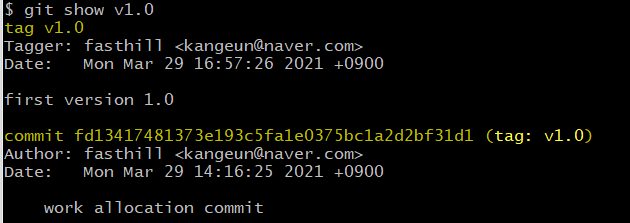 $ git show v1.0
tag v1.0
Tagger: fasthill <kangeun@naver.com>
Date:   Mon Mar 29 16:57:26 2021 +0900

first version 1.0

commit fd13417481373e193c5fa1e0375bc1a2d2bf31d1 (tag: v1.0)
Author: fasthill <kangeun@naver.com>
Date:   Mon Mar 29 14:16:25 2021 +0900

    work allocation commit